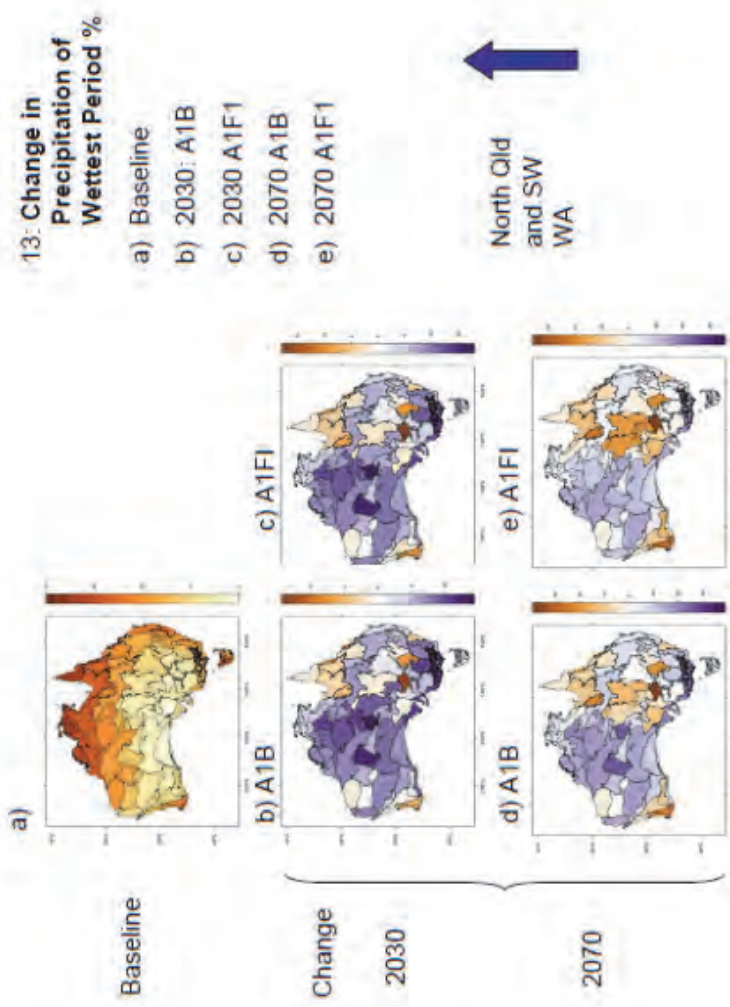 13: Change in
Precipitation of
Wettest Period %
a) Baseline
b) 2030: A1B
c) 2030 A1F1
d) 2070 A1B
e) 2070 A1F1
North Qld
and SW
WA
a)
Baseline
b) A1B
c) A1FI
Change
2030
d) A1B
e) A1FI
2070